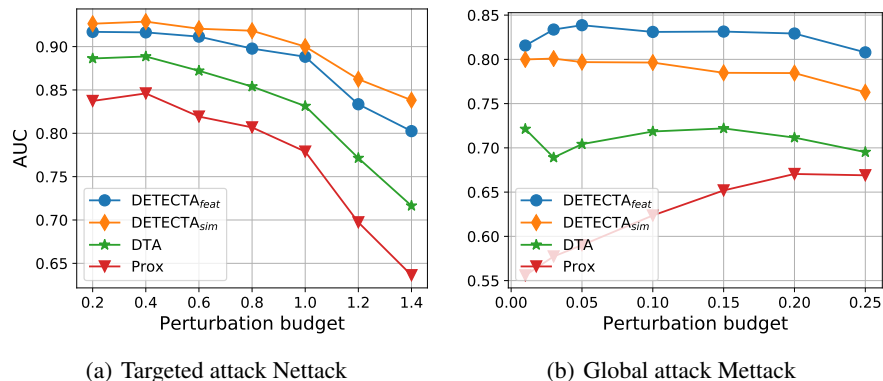 AUC
0.90
0.85
0.80
0.75
0.70
0.65
DETECTA feat
DETECTA sim
DTA
Prox
0.2 0.4 0.6 0.8 1.0 1.2 1.4
Perturbation budget
(a) Targeted attack Nettack
0.85
0.80
0.75
0.70
0.65
0.60
0.55
DETECTA feat
DETECTA sim
DTA
Prox
0.00 0.05 0.10 0.15 0.20 0.25
Perturbation budget
(b) Global attack Mettack